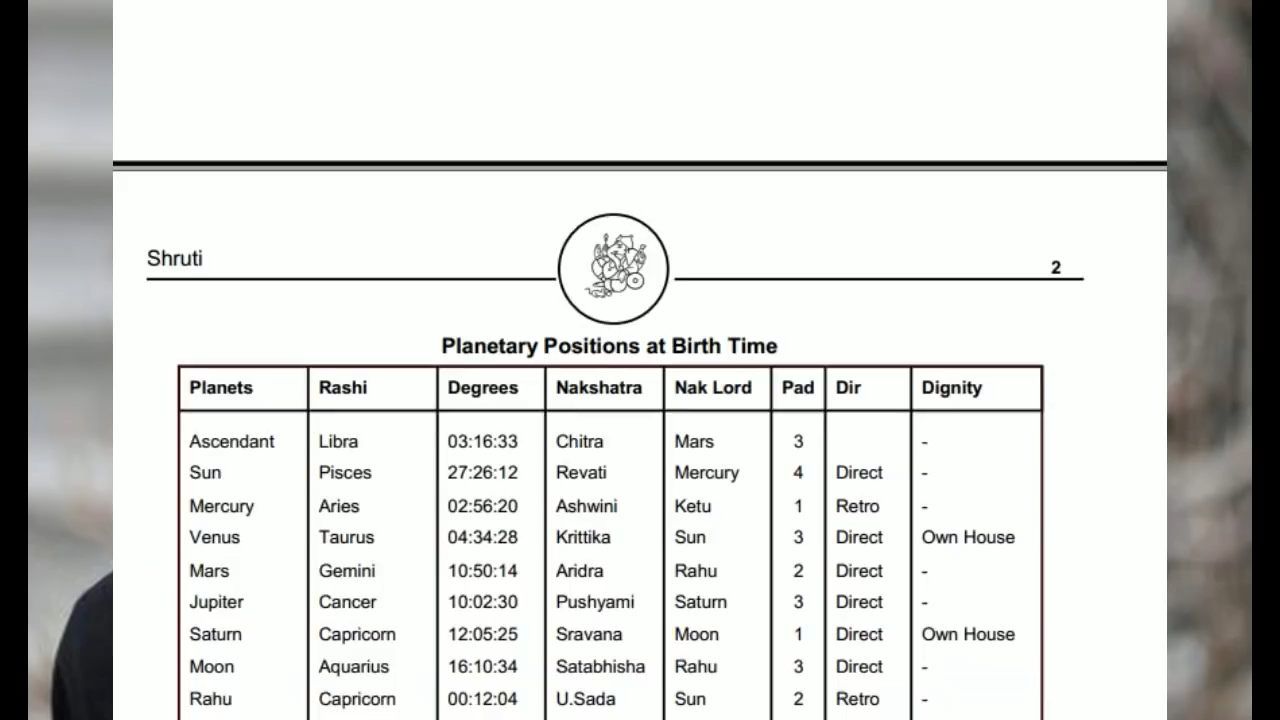 Shruti
2
Planetary Positions at Birth Time
Planets Rashi Degrees Nakshatra Nak Lord Pad Dir Dignity
Ascendant Libra 03:16:33 Chitra Mars 3 -
Sun Pisces 27:26:12 Revati Mercury 4 Direct -
Mercury Aries 02:56:20 Ashwini Ketu 1 Retro -
Venus Taurus 04:34:28 Krittika Sun 3 Direct Own House
Mars Gemini 10:50:14 Aridra Rahu 2 Direct -
Jupiter Cancer 10:02:30 Pushyami Saturn 3 Direct -
Saturn Capricorn 12:05:25 Sravana Moon 1 Direct Own House
Moon Aquarius 16:10:34 Satabhisha Rahu 3 Direct -
Rahu Capricorn 00:12:04 U.Sada Sun 2 Retro -